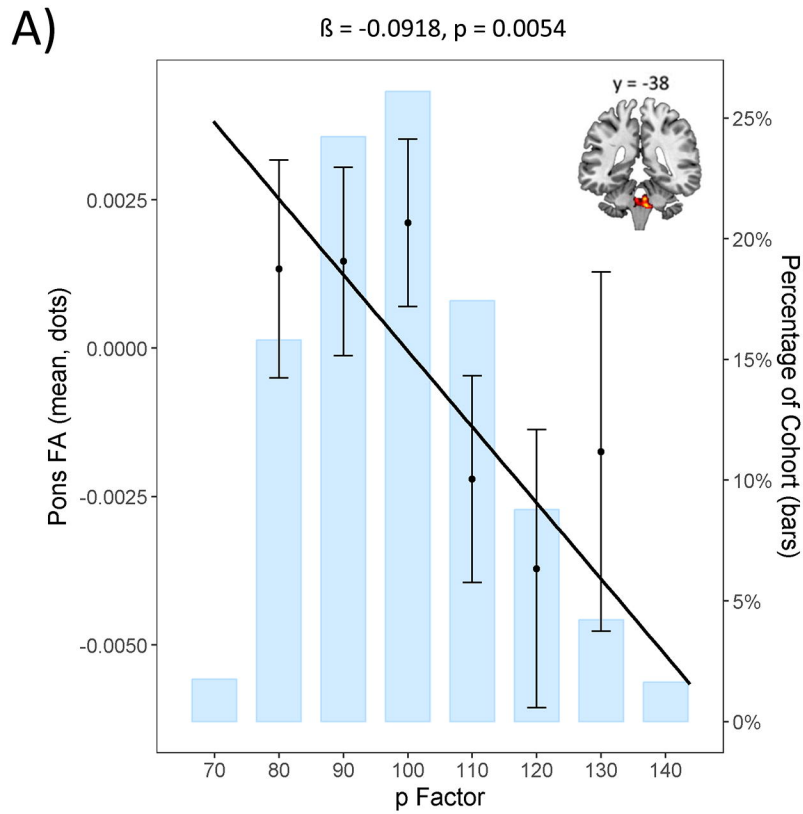 A)
ß = -0.0918, p = 0.0054
y = -38
Pons FA (mean, dots)
0.0025
0.0000
-0.0025
-0.0050
25%
20%
15%
10%
5%
0%
Percentage of Cohort (bars)
70 80 90 100 110 120 130 140
p Factor